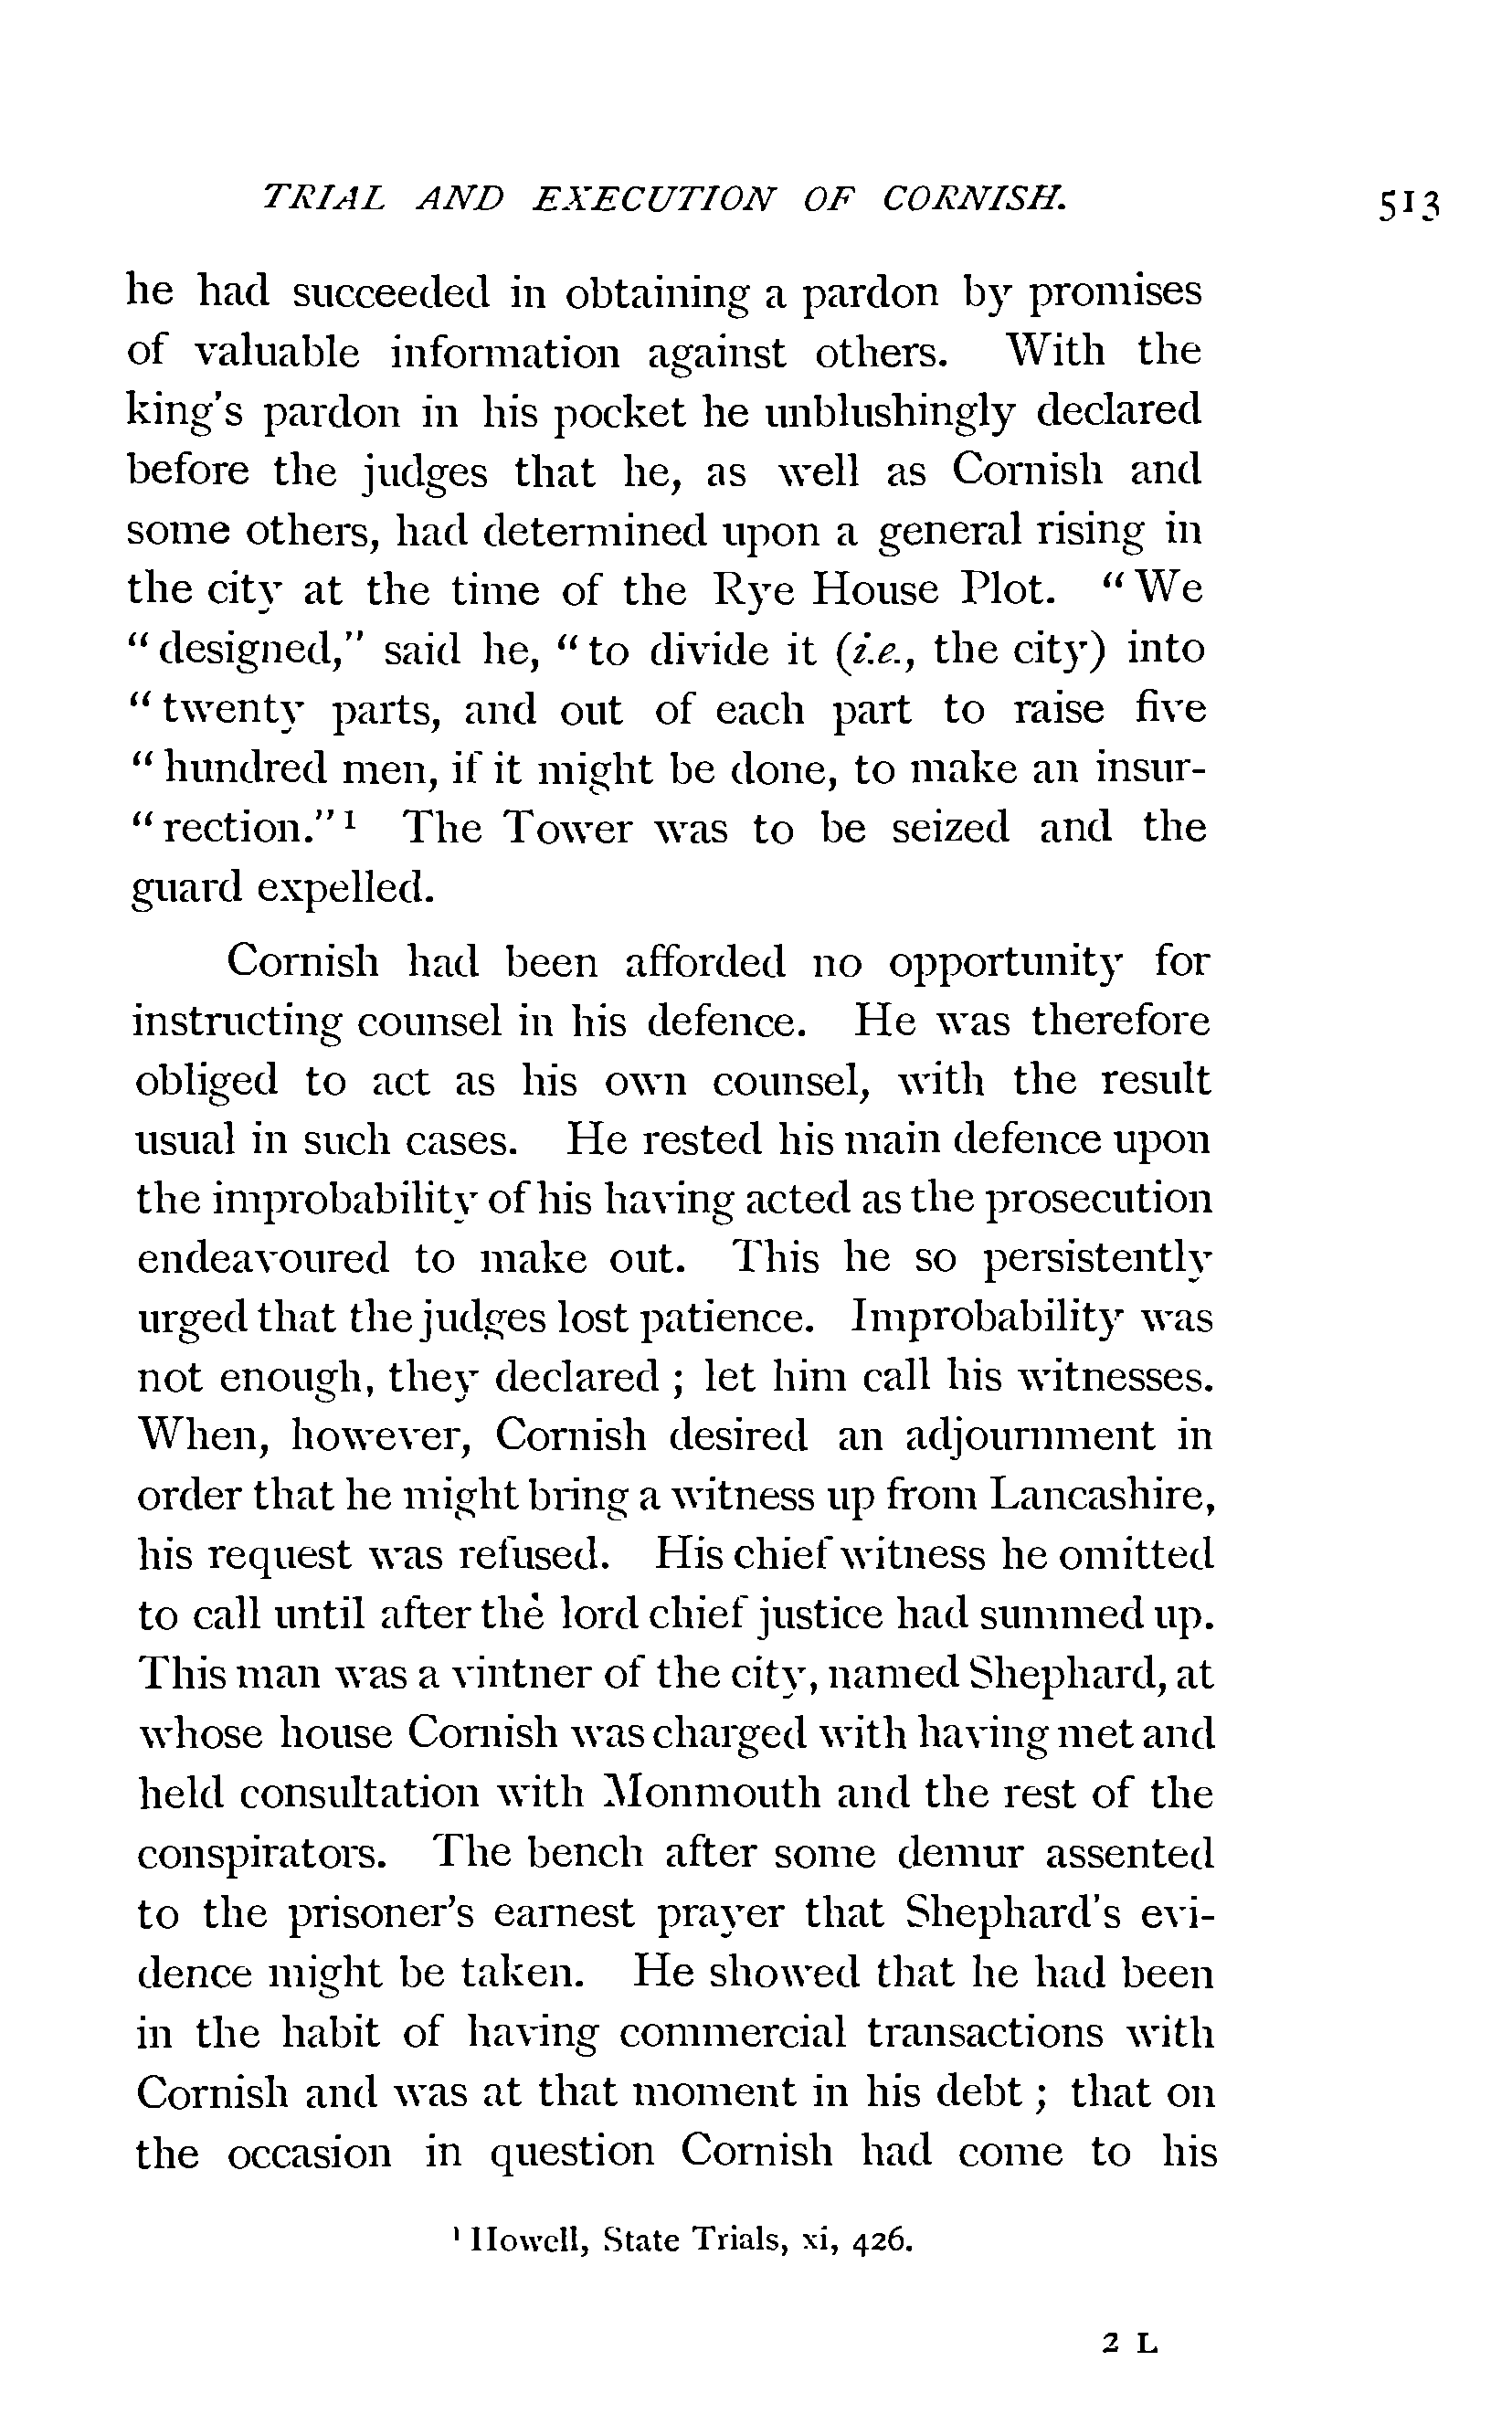 TRIAL AND EXECUTION OF CORNISH. 513
he had succeeded in obtaining a pardon by promises
of valuable information against others. With the
king's pardon in his pocket he unblushingly declared
before the judges that he, as well as Cornish and
some others, had determined upon a general rising in
the city at the time of the Rye House Plot. "We
"designed," said he, "to divide it (i.e., the city) into
"twenty parts, and out of each part to raise five
"hundred men, if it might be done, to make an insur-
"rection."¹ The Tower was to be seized and the
guard expelled.
Cornish had been afforded no opportunity for
instructing counsel in his defence. He was therefore
obliged to act as his own counsel, with the result
usual in such cases. He rested his main defence upon
the improbability of his having acted as the prosecution
endeavoured to make out. This he so persistently
urged that the judges lost patience. Improbability was
not enough, they declared ; let him call his witnesses.
When, however, Cornish desired an adjournment in
order that he might bring a witness up from Lancashire,
his request was refused. His chief witness he omitted
to call until after the lord chief justice had summed up.
This man was a vintner of the city, named Shephard, at
whose house Cornish was charged with having met and
held consultation with Monmouth and the rest of the
conspirators. The bench after some demur assented
to the prisoner's earnest prayer that Shephard's evi-
dence might be taken. He showed that he had been
in the habit of having commercial transactions with
Cornish and was at that moment in his debt ; that on
the occasion in question Cornish had come to his
¹ Howell, State Trials, xi, 426.
2 L